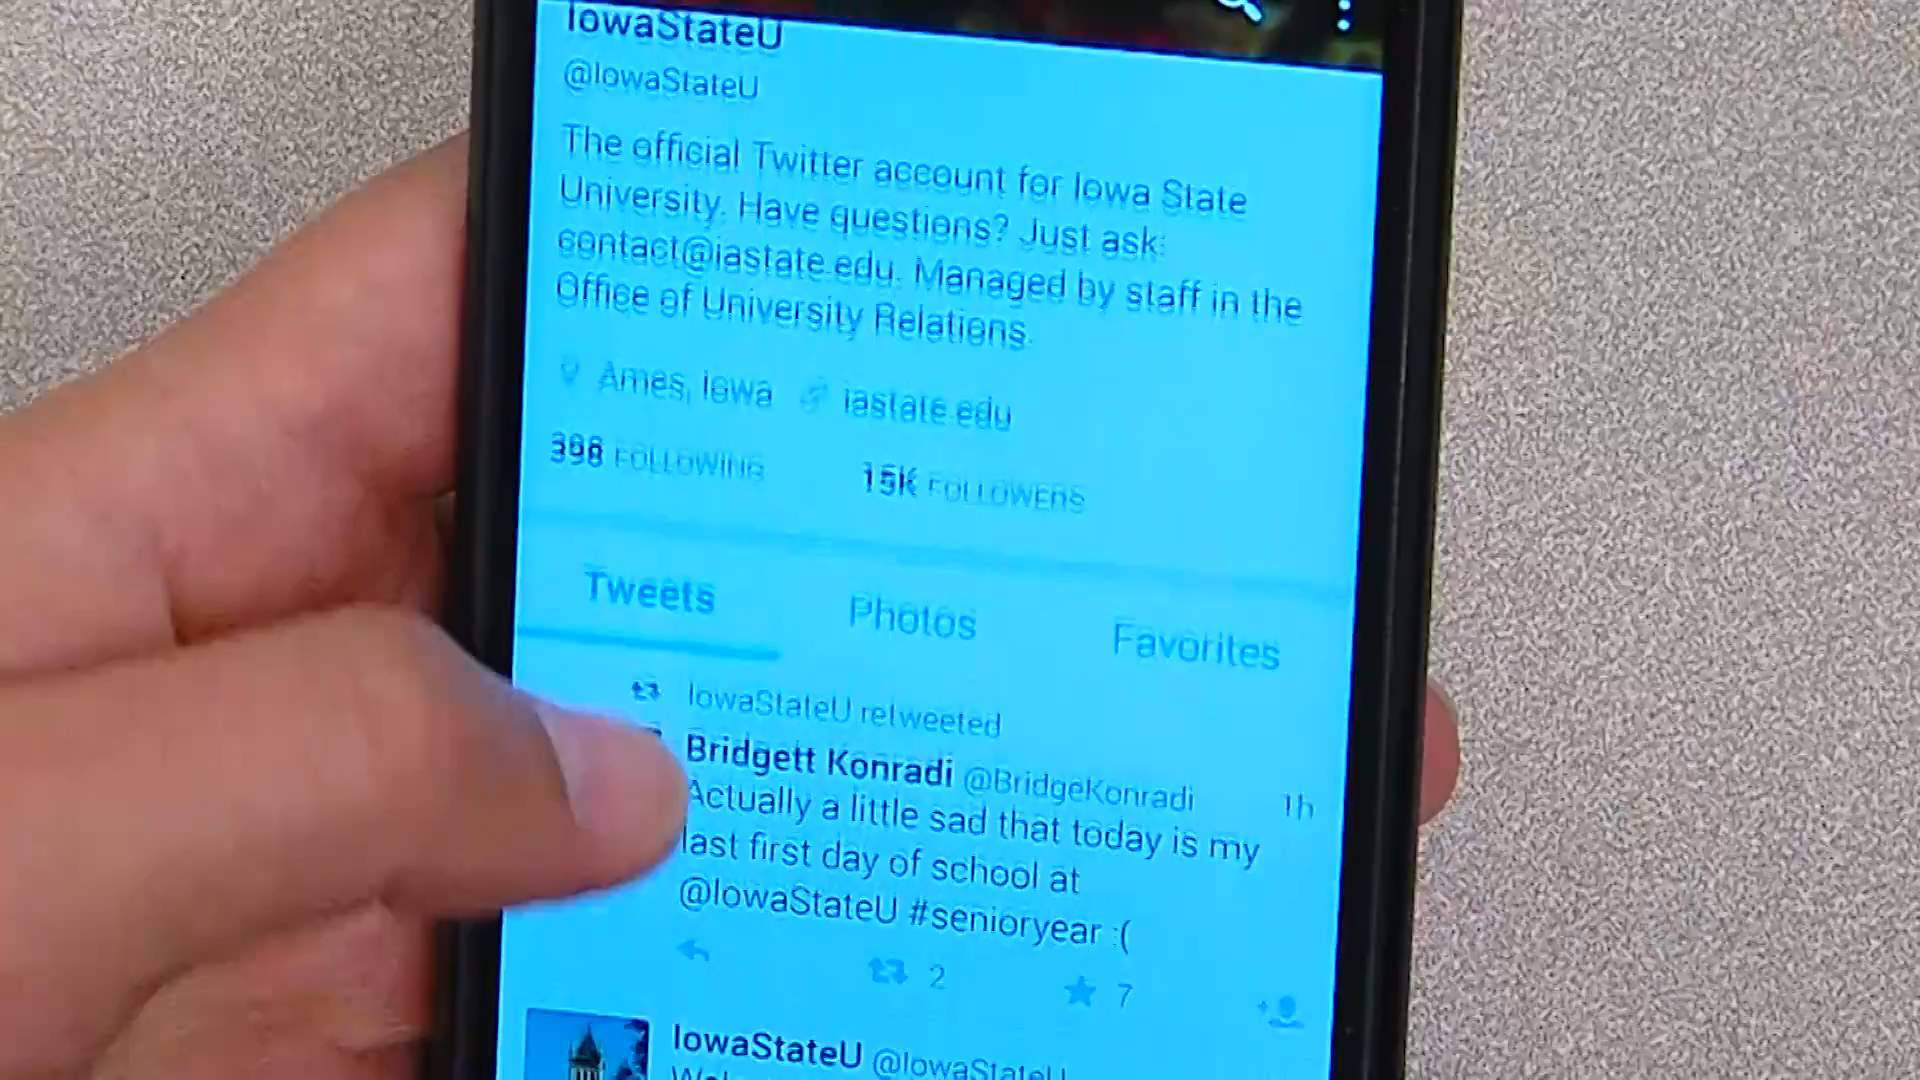 IowaStateU
@IowaStateU
The official Twitter account for Iowa State
University. Have questions? Just ask:
contact@iastate.edu. Managed by staff in the
Office of University Relations.
Ames, Iowa iastate.edu
398 FOLLOWING 15K FOLLOWERS
Tweets Photos Favorites
IowaStateU retweeted
Bridgett Konradi @BridgeKonradi 1h
Actually a little sad that today is my
last first day of school at
@IowaStateU #senioryear :(
2 7
IowaStateU @IowaStateU